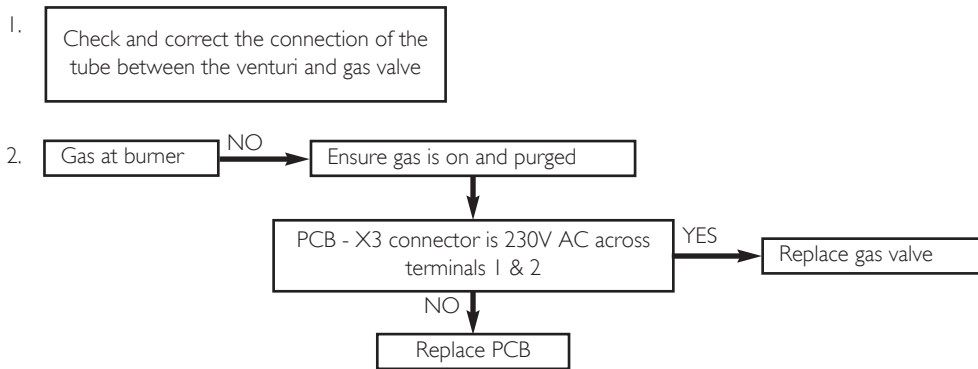 1.
Check and correct the connection of the
tube between the venturi and gas valve
2.
Gas at burner
NO
Ensure gas is on and purged
PCB - X3 connector is 230V AC across
terminals 1 & 2
YES
Replace gas valve
NO
Replace PCB